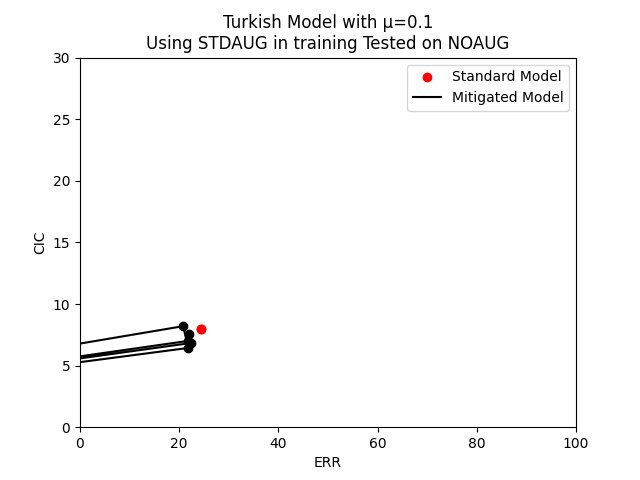 Turkish Model with μ=0.1
Using STDAUG in training Tested on NOAUG
Standard Model
Mitigated Model
30
25
20
15
10
5
0
CIC
0 20 40 60 80 100
ERR